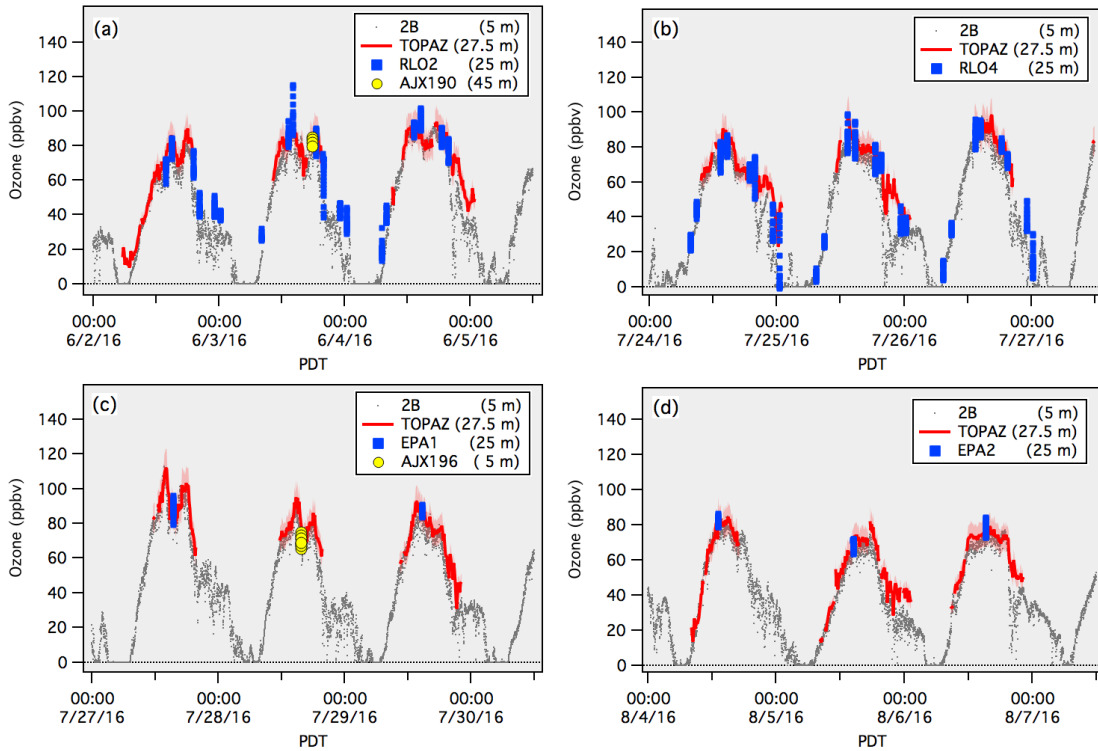 (a)
2B (5 m)
TOPAZ (27.5 m)
RLO2 (25 m)
AJX190 (45 m)
140
120
100
80
60
40
20
0
Ozone (ppbv)
00:00 00:00 00:00 00:00
6/2/16 6/3/16 6/4/16 6/5/16
PDT
(b)
2B (5 m)
TOPAZ (27.5 m)
RLO4 (25 m)
140
120
100
80
60
40
20
0
Ozone (ppbv)
00:00 00:00 00:00 00:00
7/24/16 7/25/16 7/26/16 7/27/16
PDT
(c)
2B (5 m)
TOPAZ (27.5 m)
EPA1 (25 m)
AJX196 ( 5 m)
140
120
100
80
60
40
20
0
Ozone (ppbv)
00:00 00:00 00:00 00:00
7/27/16 7/28/16 7/29/16 7/30/16
PDT
(d)
2B (5 m)
TOPAZ (27.5 m)
EPA2 (25 m)
140
120
100
80
60
40
20
0
Ozone (ppbv)
00:00 00:00 00:00 00:00
8/4/16 8/5/16 8/6/16 8/7/16
PDT